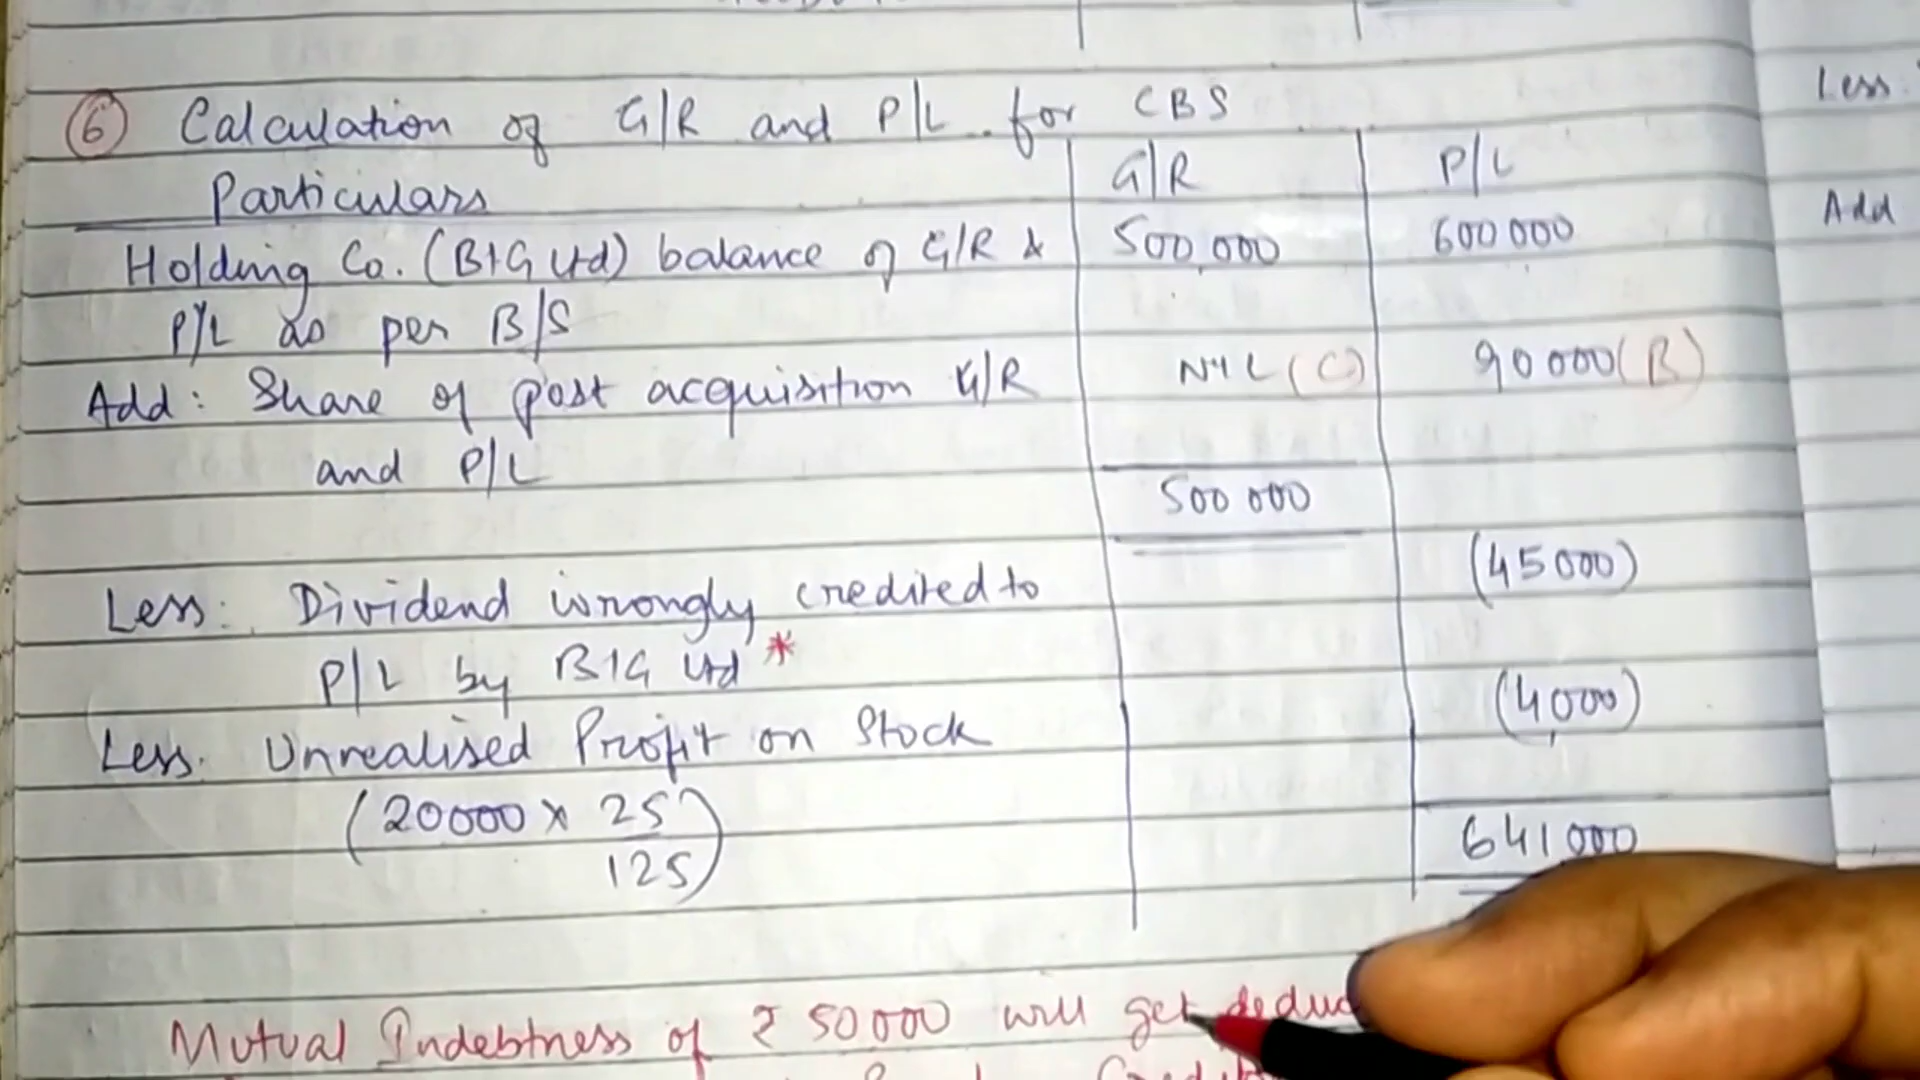 ⑥ Calculation of G/R and P/L for CBS
Particulars G/R P/L
Holding Co. (BIG Ltd) balance of G/R & 500,000 600000
P/L as per B/S
Add: Share of post acquisition G/R NIL (C) 90000 (B)
and P/L
500 000
Less: Dividend wrongly credited to (45000)
P/L by BIG Ltd *
Less. Unrealised Profit on Stock (4000)
(20000 x 25
125) 641000
Mutual Indebtness of ₹ 50000 will get
Less
Add